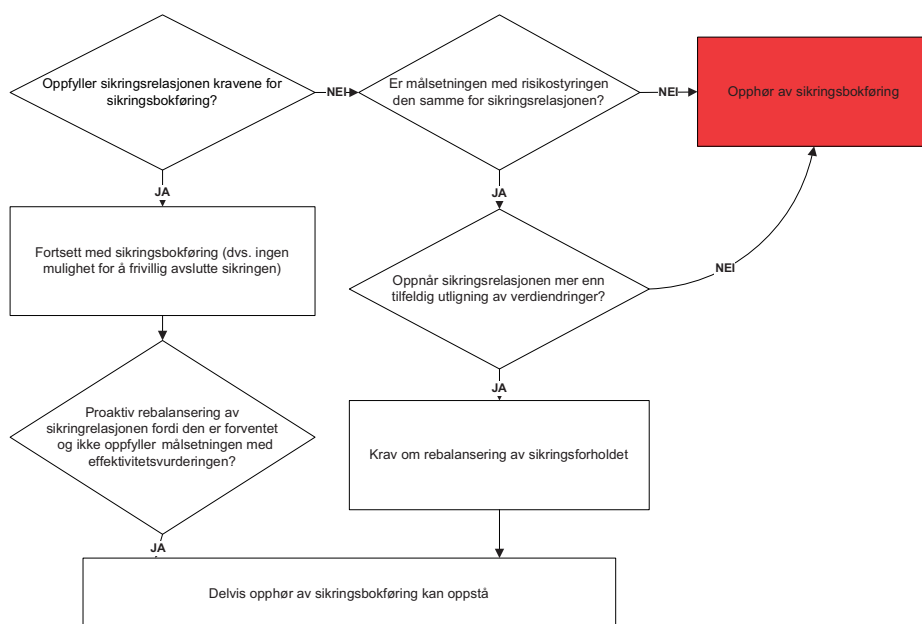 Oppfyller sikringsrelasjonen kravene for
sikringsbokføring?
NEI
Er målsetningen med risikostyringen
den samme for sikringsrelasjonen?
NEI
Opphør av sikringsbokføring
JA
JA
Fortsett med sikringsbokføring (dvs. ingen
mulighet for å frivillig avslutte sikringen)
Oppnår sikringsrelasjonen mer enn
tilfeldig utligning av verdiendringer?
NEI
JA
Proaktiv rebalansering av
sikringrelasjonen fordi den er forventet
og ikke oppfyller målsetningen med
effektivitetsvurderingen?
Krav om rebalansering av sikringsforholdet
JA
Delvis opphør av sikringsbokføring kan oppstå